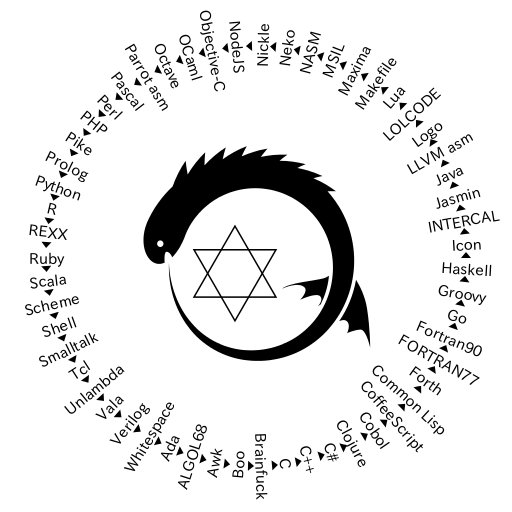 Ruby
Scala
Scheme
Shell
Smalltalk
Tcl
Unlambda
Vala
Verilog
Whitespace
Ada
ALGOL68
Awk
Boo
Brainfuck
C
C++
C#
Clojure
Cobol
CoffeeScript
Common Lisp
Forth
FORTRAN77
Fortran90
Go
Groovy
Haskell
Icon
INTERCAL
Jasmin
Java
LLVM asm
Logo
LOLCODE
Lua
Makefile
Maxima
MSIL
NASM
Neko
Nickle
NodeJS
Objective-C
OCaml
Octave
Parrot asm
Pascal
Perl
PHP
Pike
Prolog
Python
R
REXX